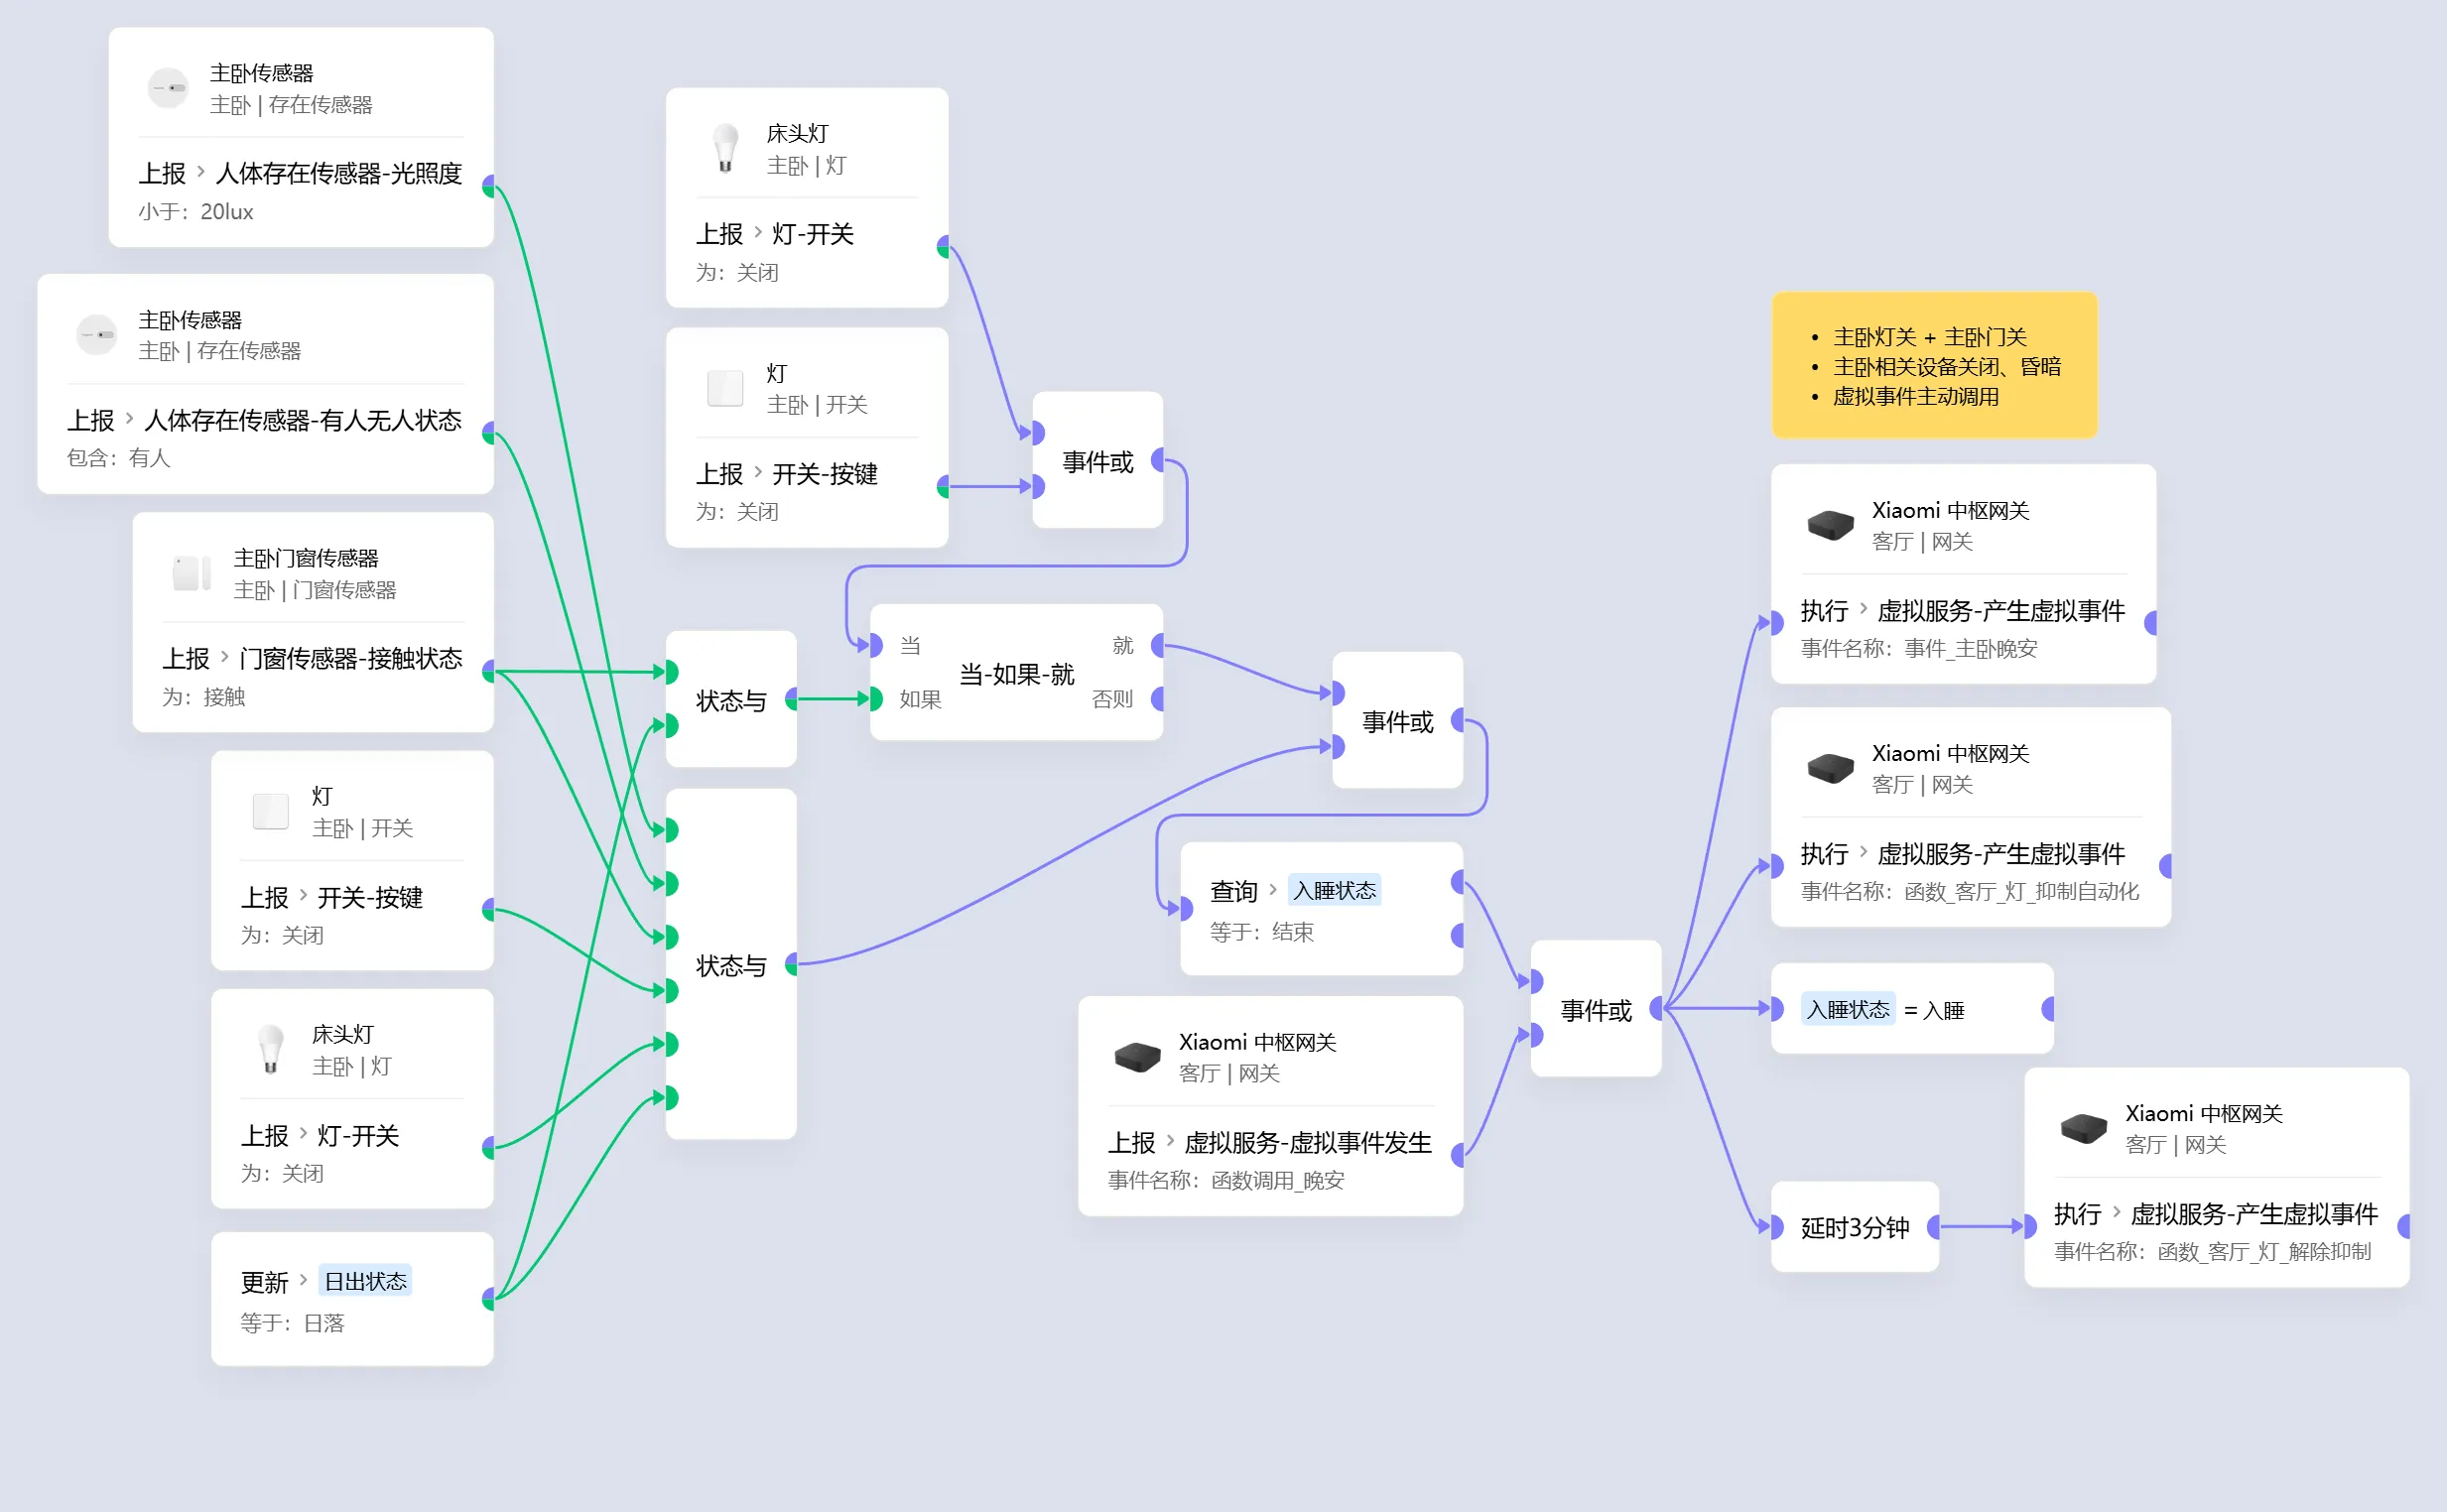 主卧传感器
主卧 | 存在传感器
上报 > 人体存在传感器-光照度
小于：20lux
主卧传感器
主卧 | 存在传感器
上报 > 人体存在传感器-有人无人状态
包含：有人
主卧门窗传感器
主卧 | 门窗传感器
上报 > 门窗传感器-接触状态
为：接触
灯
主卧 | 开关
上报 > 开关-按键
为：关闭
床头灯
主卧 | 灯
上报 > 灯-开关
为：关闭
更新 > 日出状态
等于：日落
床头灯
主卧 | 灯
上报 > 灯-开关
为：关闭
灯
主卧 | 开关
上报 > 开关-按键
为：关闭
事件或
状态与
当 就
当-如果-就
如果 否则
状态与
事件或
查询 > 入睡状态
等于：结束
Xiaomi 中枢网关
客厅 | 网关
上报 > 虚拟服务-虚拟事件发生
事件名称：函数调用_晚安
事件或
• 主卧灯关 + 主卧门关
• 主卧相关设备关闭、昏暗
• 虚拟事件主动调用
Xiaomi 中枢网关
客厅 | 网关
执行 > 虚拟服务-产生虚拟事件
事件名称：事件_主卧晚安
Xiaomi 中枢网关
客厅 | 网关
执行 > 虚拟服务-产生虚拟事件
事件名称：函数_客厅_灯_抑制自动化
入睡状态 = 入睡
延时3分钟
Xiaomi 中枢网关
客厅 | 网关
执行 > 虚拟服务-产生虚拟事件
事件名称：函数_客厅_灯_解除抑制